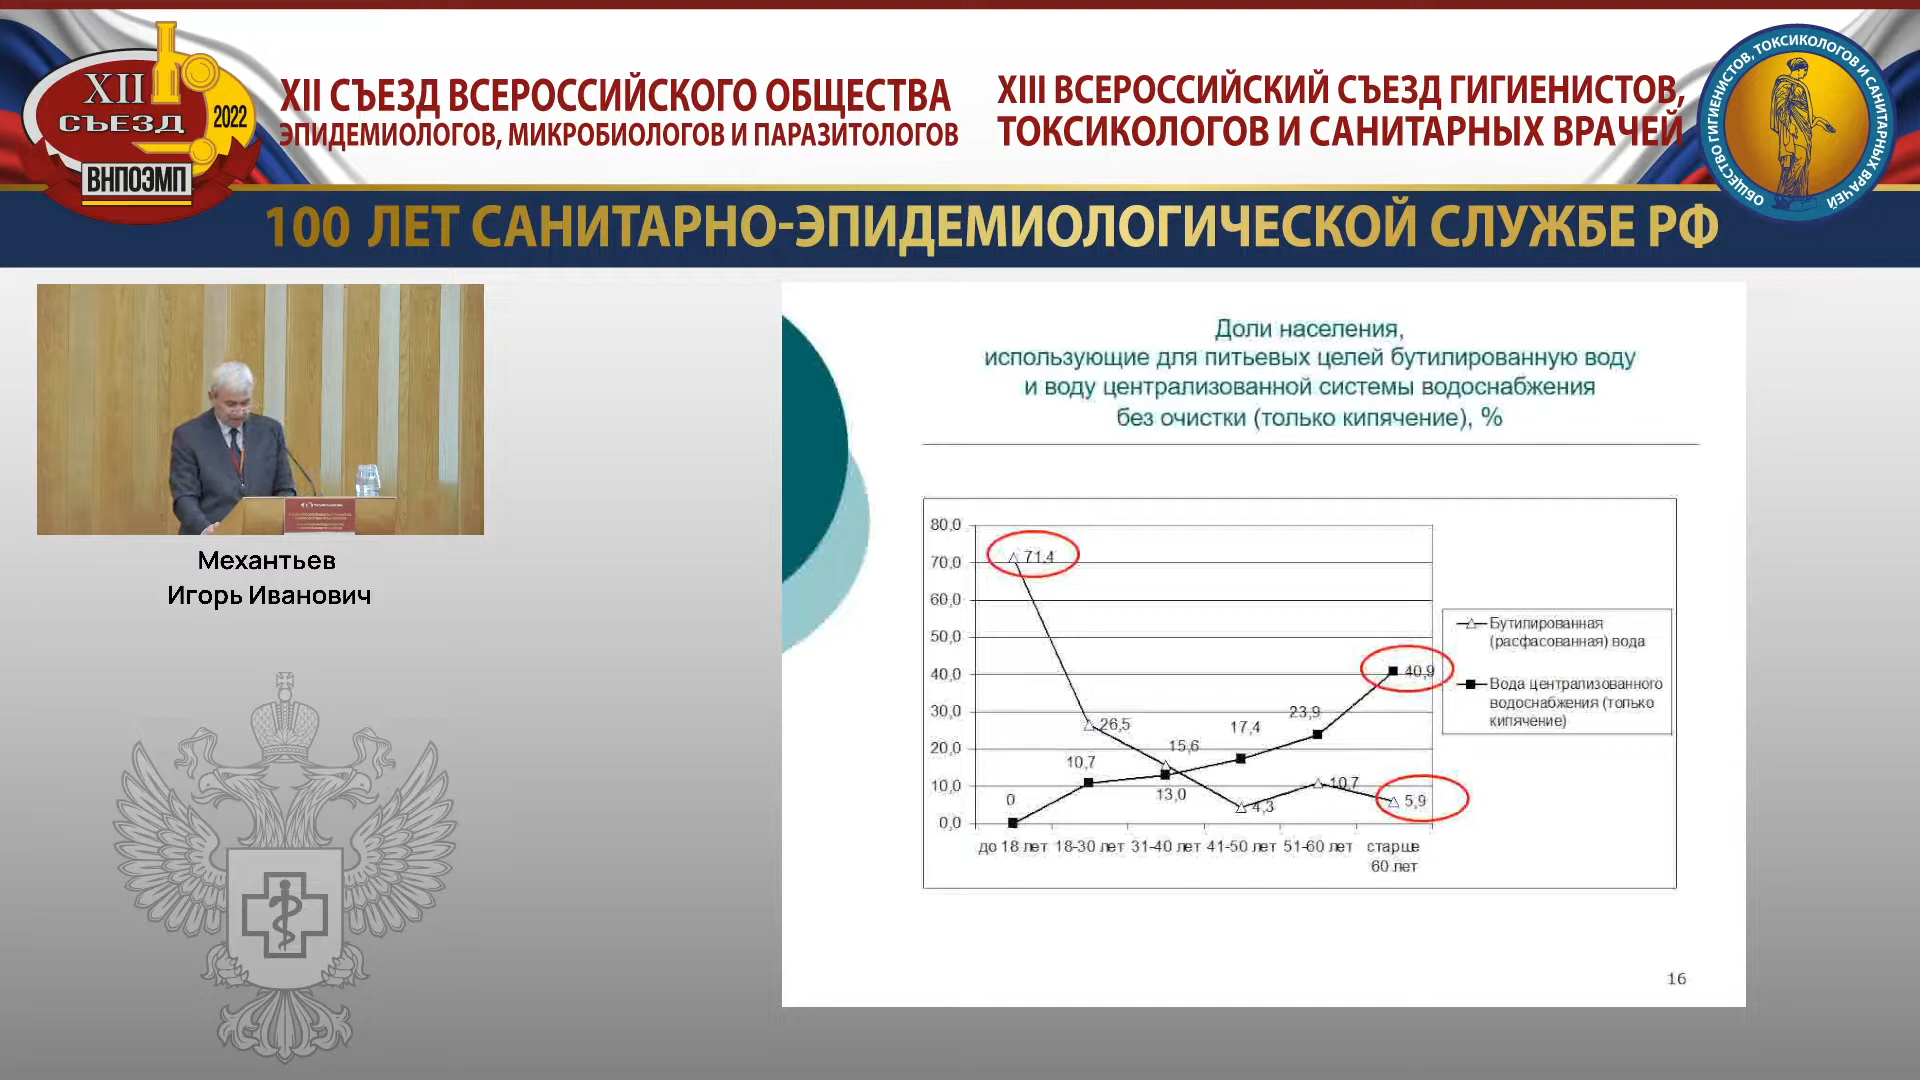 XII
СЪЕЗД
2022
ВНПОЭМП
XII СЪЕЗД ВСЕРОССИЙСКОГО ОБЩЕСТВА
ЭПИДЕМИОЛОГОВ, МИКРОБИОЛОГОВ И ПАРАЗИТОЛОГОВ
XIII ВСЕРОССИЙСКИЙ СЪЕЗД ГИГИЕНИСТОВ,
ТОКСИКОЛОГОВ И САНИТАРНЫХ ВРАЧЕЙ
ОБЩЕСТВО ГИГИЕНИСТОВ, ТОКСИКОЛОГОВ И САНИТАРНЫХ ВРАЧЕЙ
100 ЛЕТ САНИТАРНО-ЭПИДЕМИОЛОГИЧЕСКОЙ СЛУЖБЕ РФ
Механтьев
Игорь Иванович
Доли населения,
использующие для питьевых целей бутилированную воду
и воду централизованной системы водоснабжения
без очистки (только кипячение), %
80,0
70,0
60,0
50,0
40,0
30,0
20,0
10,0
0,0
71,4
26,5
15,6
4,3
10,7
5,9
0
10,7
13,0
17,4
23,9
40,9
до 18 лет 18-30 лет 31-40 лет 41-50 лет 51-60 лет старше
60 лет
Бутилированная
(расфасованная) вода
Вода централизованного
водоснабжения (только
кипячение)
16